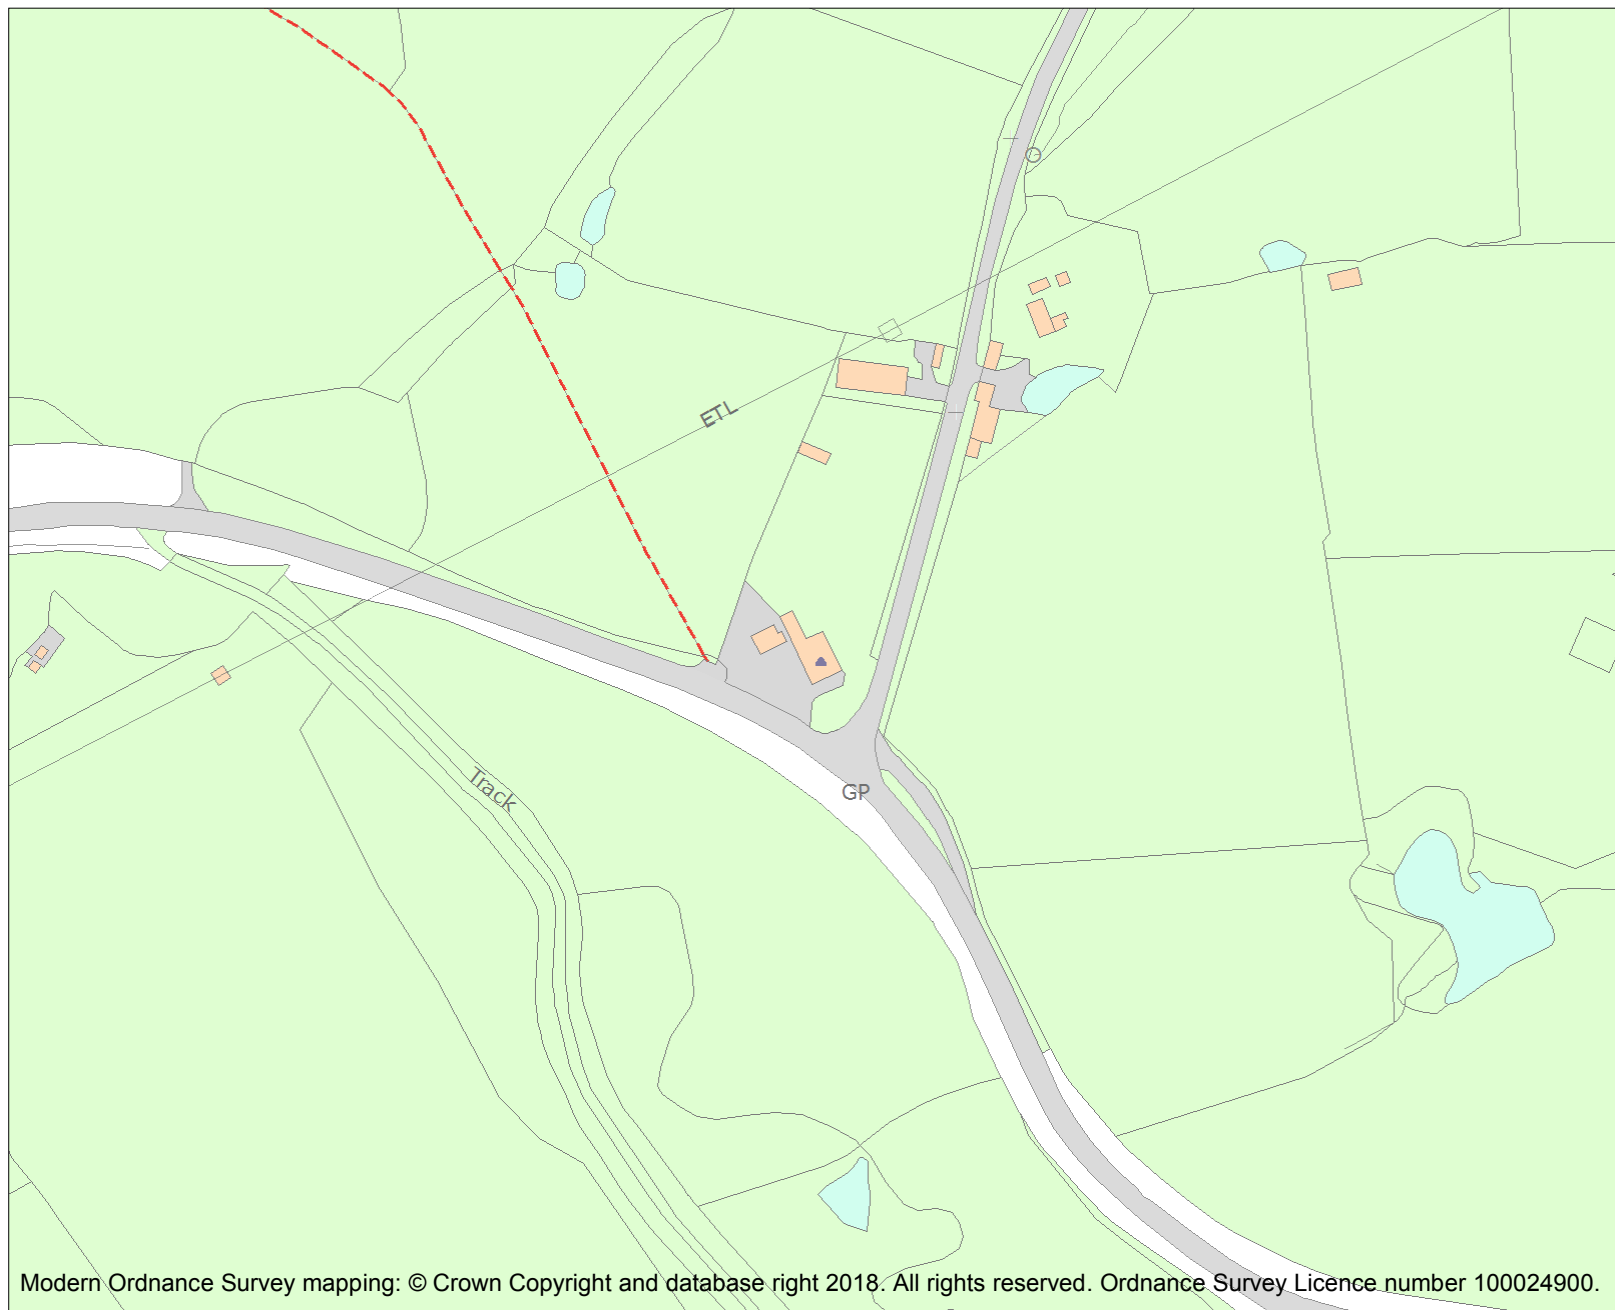 ETL
Track
GP
Modern Ordnance Survey mapping: © Crown Copyright and database right 2018. All rights reserved. Ordnance Survey Licence number 100024900.